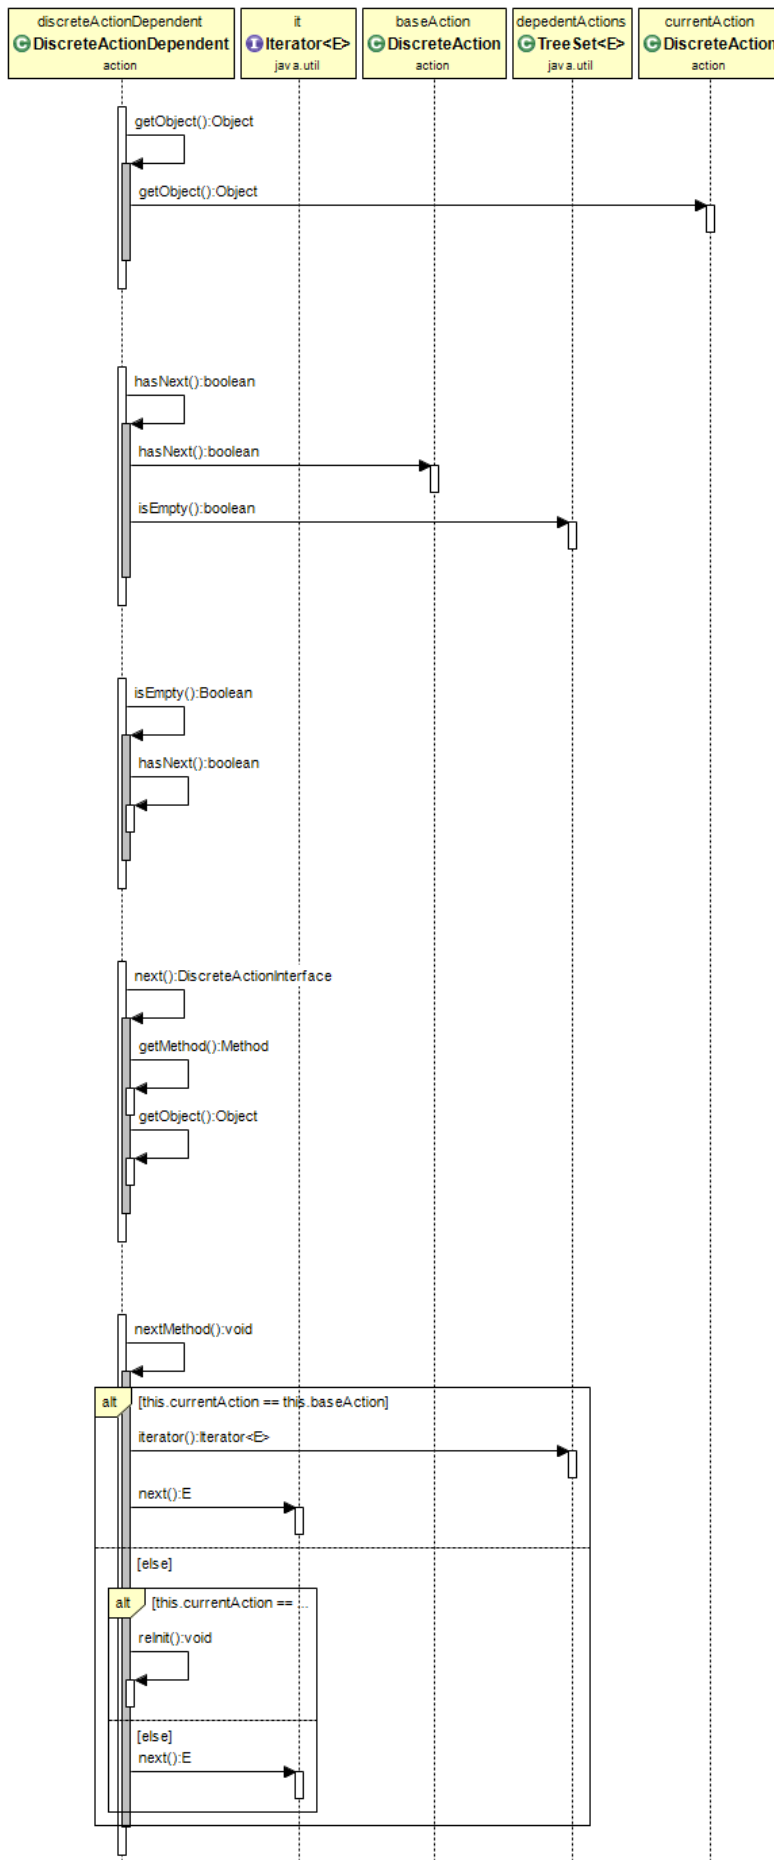 discreteActionDependent
C DiscreteActionDependent
action
it
I Iterator<E>
java.util
baseAction
C DiscreteAction
action
depedentActions
C TreeSet<E>
java.util
currentAction
C DiscreteAction
action
getObject():Object
getObject():Object
hasNext():boolean
hasNext():boolean
isEmpty():boolean
isEmpty():Boolean
hasNext():boolean
next():DiscreteActionInterface
getMethod():Method
getObject():Object
nextMethod():void
alt [this.currentAction == this.baseAction]
iterator():Iterator<E>
next():E
[else]
alt [this.currentAction == ...
reInit():void
[else]
next():E